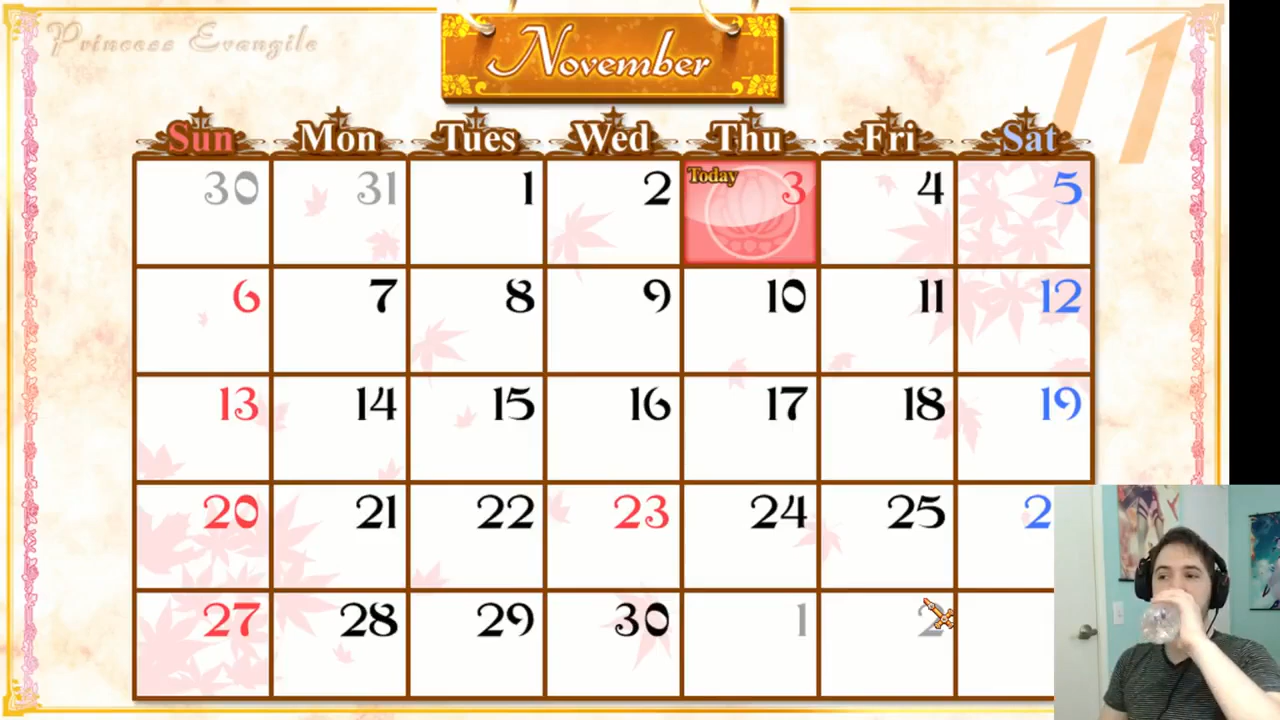 Princess Evangile
November
11
Sun Mon Tues Wed Thu Fri Sat
30 31 1 2 Today 3 4 5
6 7 8 9 10 11 12
13 14 15 16 17 18 19
20 21 22 23 24 25 2
27 28 29 30 1 2